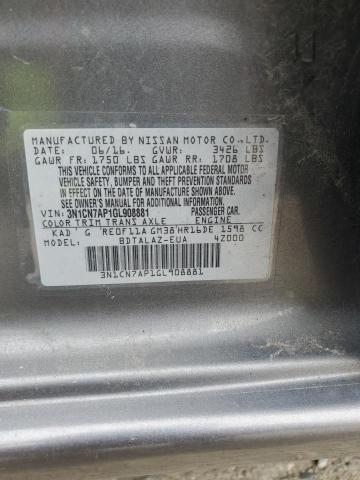 MANUFACTURED BY NISSAN MOTOR CO.,LTD.
DATE: 06/16. GVWR: 3426 LBS
GAWR FR: 1750 LBS GAWR RR: 1708 LBS
THIS VEHICLE CONFORMS TO ALL APPLICABLE FEDERAL MOTOR
VEHICLE SAFETY, BUMPER AND THEFT PREVENTION STANDARDS
IN EFFECT ON THE DATE OF MANUFACTURE SHOWN ABOVE.
SEE OWNER'S MANUAL FOR ADDITIONAL INFORMATION.
VIN: 3N1CN7AP1GL908881 PASSENGER CAR.
COLOR TRIM TRANS AXLE ENGINE
KAD G RE0F11A GM38 HR16DE 1598 CC
MODEL: BDTALAZ-EUA 4Z000
3N1CN7AP1GL908881